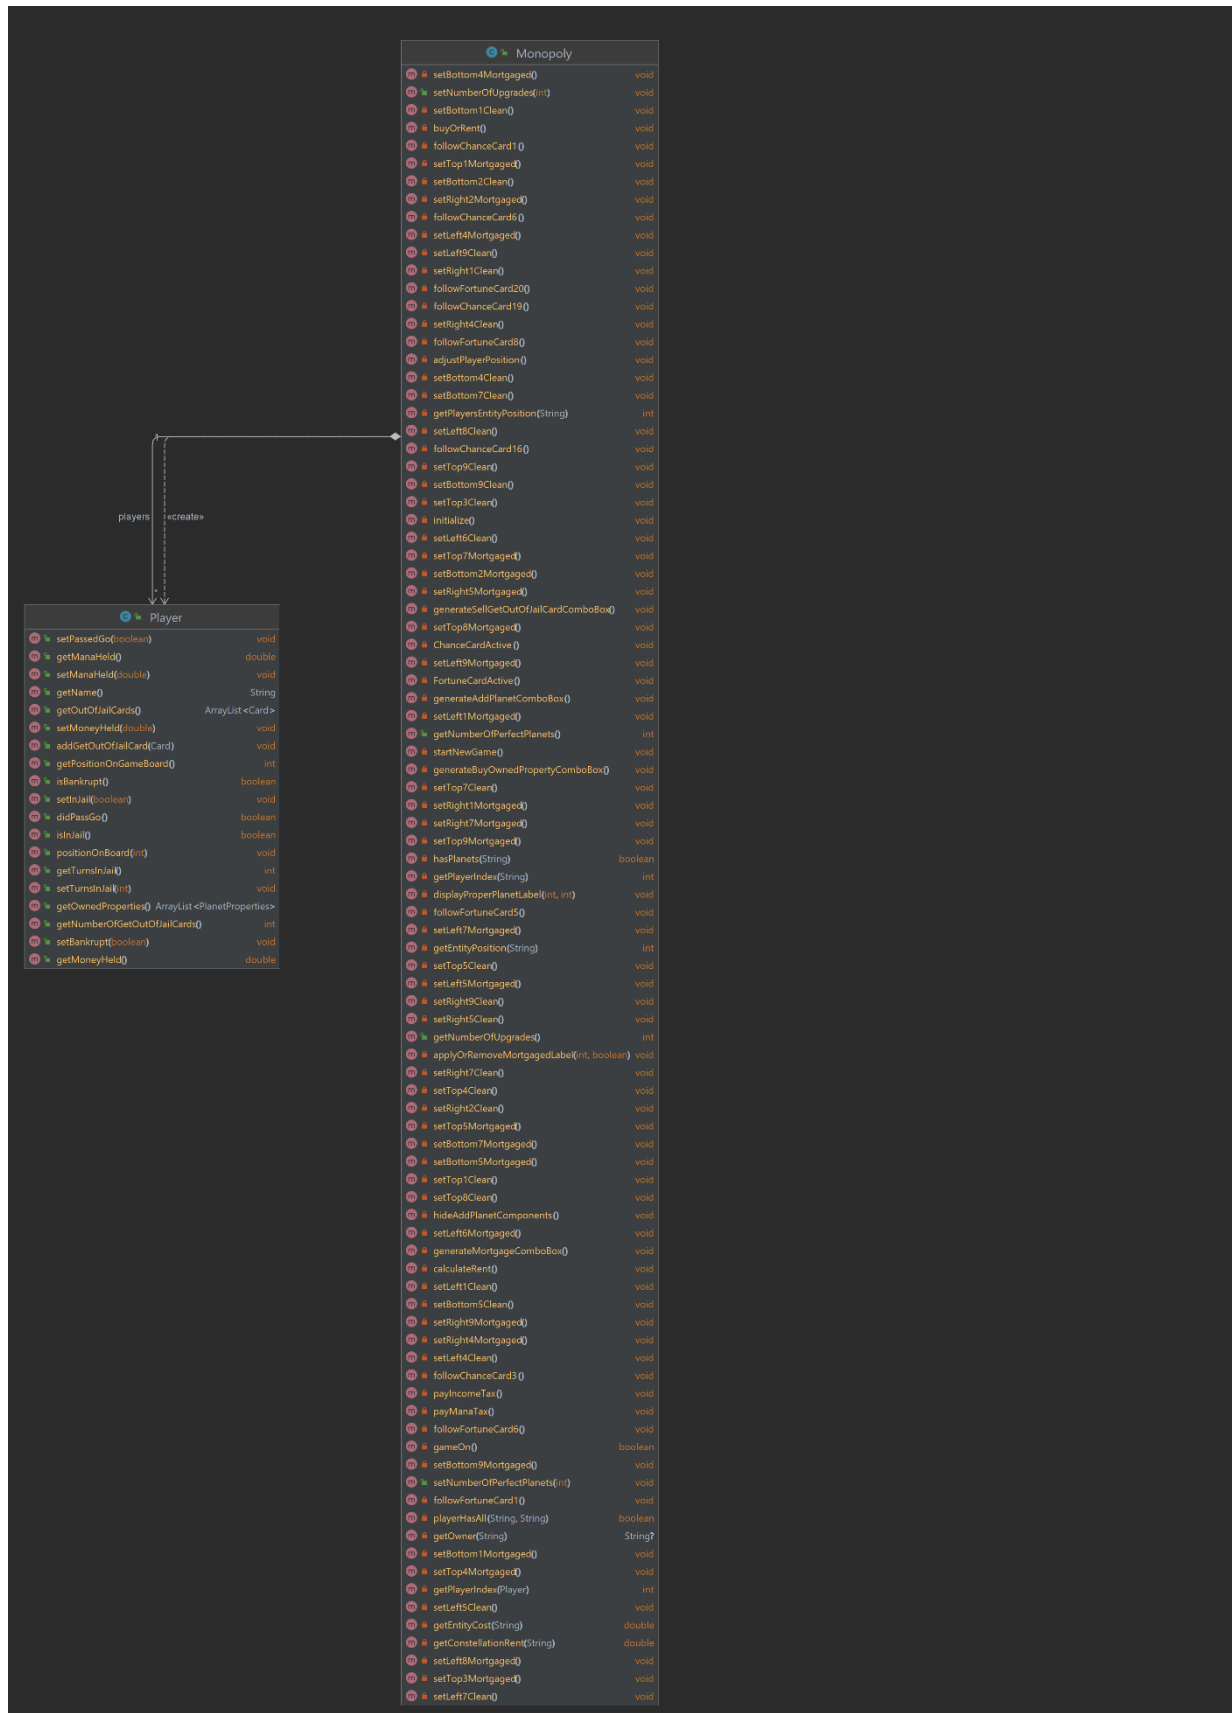 Monopoly
setBottom4Mortgaged() void
setNumberOfUpgrades(int) void
setBottom1Clean() void
buyOrRent() void
followChanceCard1() void
setTop1Mortgaged() void
setBottom2Clean() void
setRight2Mortgaged() void
followChanceCard6() void
setLeft4Mortgaged() void
setLeft9Clean() void
setRight1Clean() void
followFortuneCard20() void
followChanceCard19() void
setRight4Clean() void
followFortuneCard8() void
adjustPlayerPosition() void
setBottom4Clean() void
setBottom7Clean() void
getPlayersEntityPosition(String) int
setLeft8Clean() void
followChanceCard16() void
setTop9Clean() void
setBottom9Clean() void
setTop3Clean() void
initialize() void
setLeft6Clean() void
setTop7Mortgaged() void
setBottom2Mortgaged() void
setRight5Mortgaged() void
generateSellGetOutOfJailCardComboBox() void
setTop8Mortgaged() void
ChanceCardActive() void
setLeft9Mortgaged() void
FortuneCardActive() void
generateAddPlanetComboBox() void
setLeft1Mortgaged() void
getNumberOfPerfectPlanets() int
startNewGame() void
generateBuyOwnedPropertyComboBox() void
setTop7Clean() void
setRight1Mortgaged() void
setRight7Mortgaged() void
setTop9Mortgaged() void
hasPlanets(String) boolean
getPlayerIndex(String) int
displayProperPlanetLabel(int, int) void
followFortuneCard5() void
setLeft7Mortgaged() void
getEntityPosition(String) int
setTop5Clean() void
setLeft5Mortgaged() void
setRight9Clean() void
setRight5Clean() void
getNumberOfUpgrades() int
applyOrRemoveMortgagedLabel(int, boolean) void
setRight7Clean() void
setTop4Clean() void
setRight2Clean() void
setTop5Mortgaged() void
setBottom7Mortgaged() void
setBottom5Mortgaged() void
setTop1Clean() void
setTop8Clean() void
hideAddPlanetComponents() void
setLeft6Mortgaged() void
generateMortgageComboBox() void
calculateRent() void
setLeft1Clean() void
setBottom5Clean() void
setRight9Mortgaged() void
setRight4Mortgaged() void
setLeft4Clean() void
followChanceCard3() void
payIncomeTax() void
payManaTax() void
followFortuneCard6() void
gameOn() boolean
setBottom9Mortgaged() void
setNumberOfPerfectPlanets(int) void
followFortuneCard1() void
playerHasAll(String, String) boolean
getOwner(String) String?
setBottom1Mortgaged() void
setTop4Mortgaged() void
getPlayerIndex(Player) int
setLeft5Clean() void
getEntityCost(String) double
getConstellationRent(String) double
setLeft8Mortgaged() void
setTop3Mortgaged() void
setLeft7Clean() void
players «create»
*
Player
setPassedGo(boolean) void
getManaHeld() double
setManaHeld(double) void
getName() String
getOutOfJailCards() ArrayList<Card>
setMoneyHeld(double) void
addGetOutOfJailCard(Card) void
getPositionOnGameBoard() int
isBankrupt() boolean
setInJail(boolean) void
didPassGo() boolean
isInJail() boolean
positionOnBoard(int) void
getTurnsInJail() int
setTurnsInJail(int) void
getOwnedProperties() ArrayList<PlanetProperties>
getNumberOfGetOutOfJailCards() int
setBankrupt(boolean) void
getMoneyHeld() double